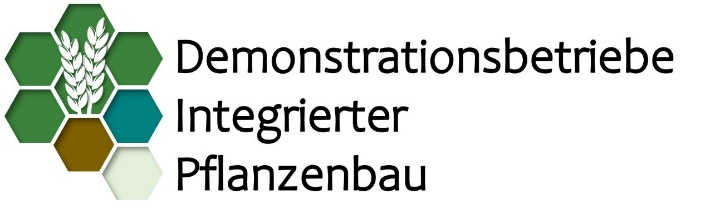 Demonstrationsbetriebe
Integrierter
Pflanzenbau